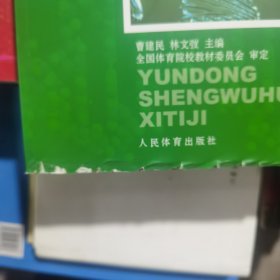 曹建民 林文弢 主编
全国体育院校教材委员会 审定
YUNDONG
SHENGWUHU
XITIJI
人民体育出版社